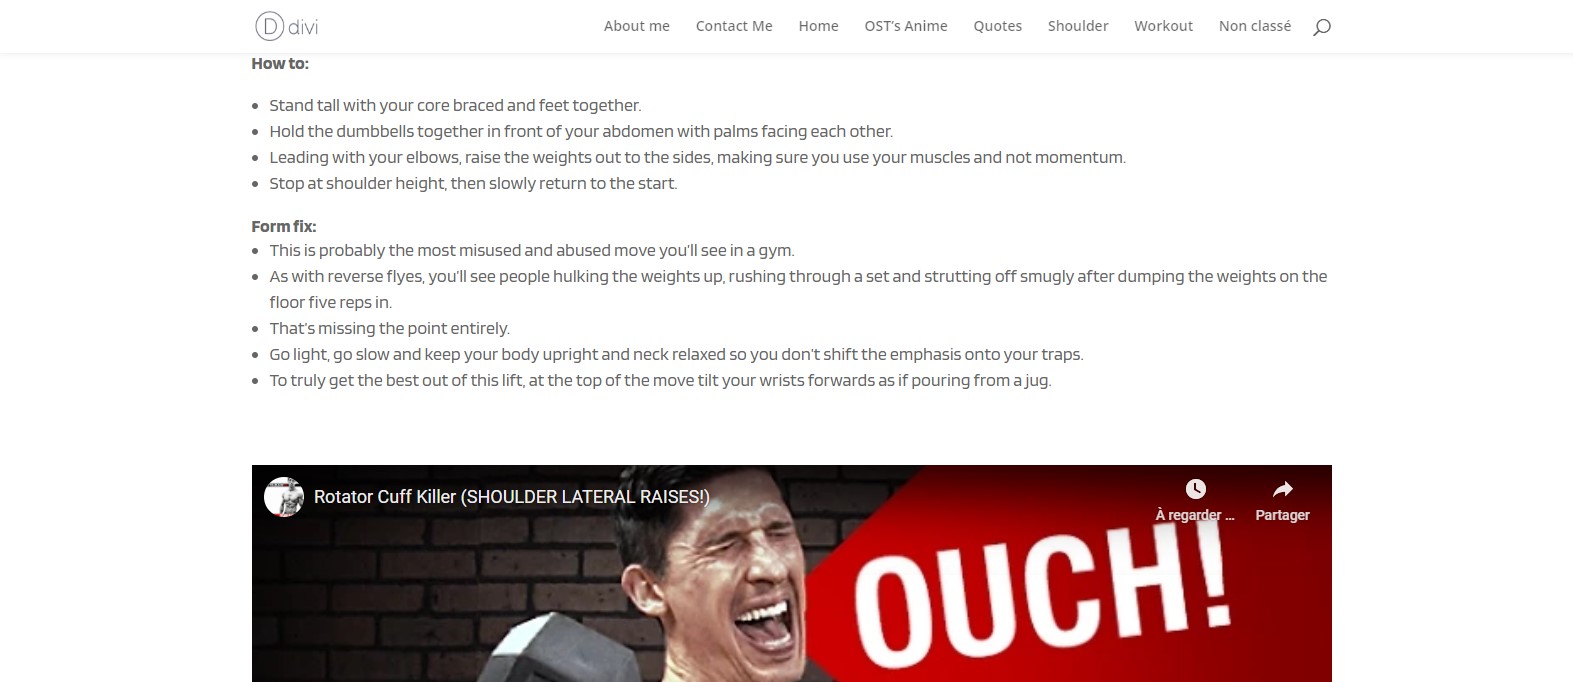 D divi
About me Contact Me Home OST's Anime Quotes Shoulder Workout Non classé
How to:
Stand tall with your core braced and feet together.
Hold the dumbbells together in front of your abdomen with palms facing each other.
Leading with your elbows, raise the weights out to the sides, making sure you use your muscles and not momentum.
Stop at shoulder height, then slowly return to the start.
Form fix:
This is probably the most misused and abused move you'll see in a gym.
As with reverse flyes, you'll see people hulking the weights up, rushing through a set and strutting off smugly after dumping the weights on the
floor five reps in.
That's missing the point entirely.
Go light, go slow and keep your body upright and neck relaxed so you don't shift the emphasis onto your traps.
To truly get the best out of this lift, at the top of the move tilt your wrists forwards as if pouring from a jug.
Rotator Cuff Killer (SHOULDER LATERAL RAISES!)
À regarder ... Partager
OUCH!